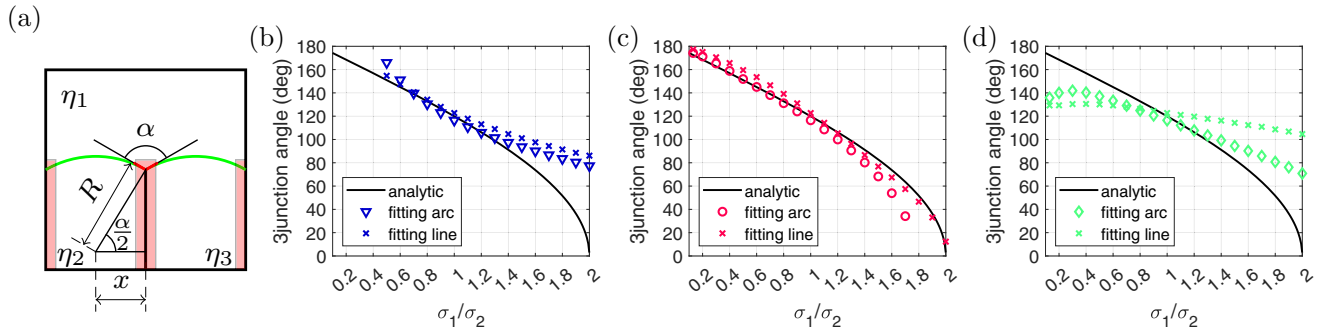 (a)
η1
α
R
α/2
η2
η3
x
(b)
3junction angle (deg)
180
160
140
120
100
80
60
40
20
0
analytic
fitting arc
fitting line
0.2 0.4 0.6 0.8 1 1.2 1.4 1.6 1.8 2
σ1/σ2
(c)
3junction angle (deg)
180
160
140
120
100
80
60
40
20
0
analytic
fitting arc
fitting line
0.2 0.4 0.6 0.8 1 1.2 1.4 1.6 1.8 2
σ1/σ2
(d)
3junction angle (deg)
180
160
140
120
100
80
60
40
20
0
analytic
fitting arc
fitting line
0.2 0.4 0.6 0.8 1 1.2 1.4 1.6 1.8 2
σ1/σ2